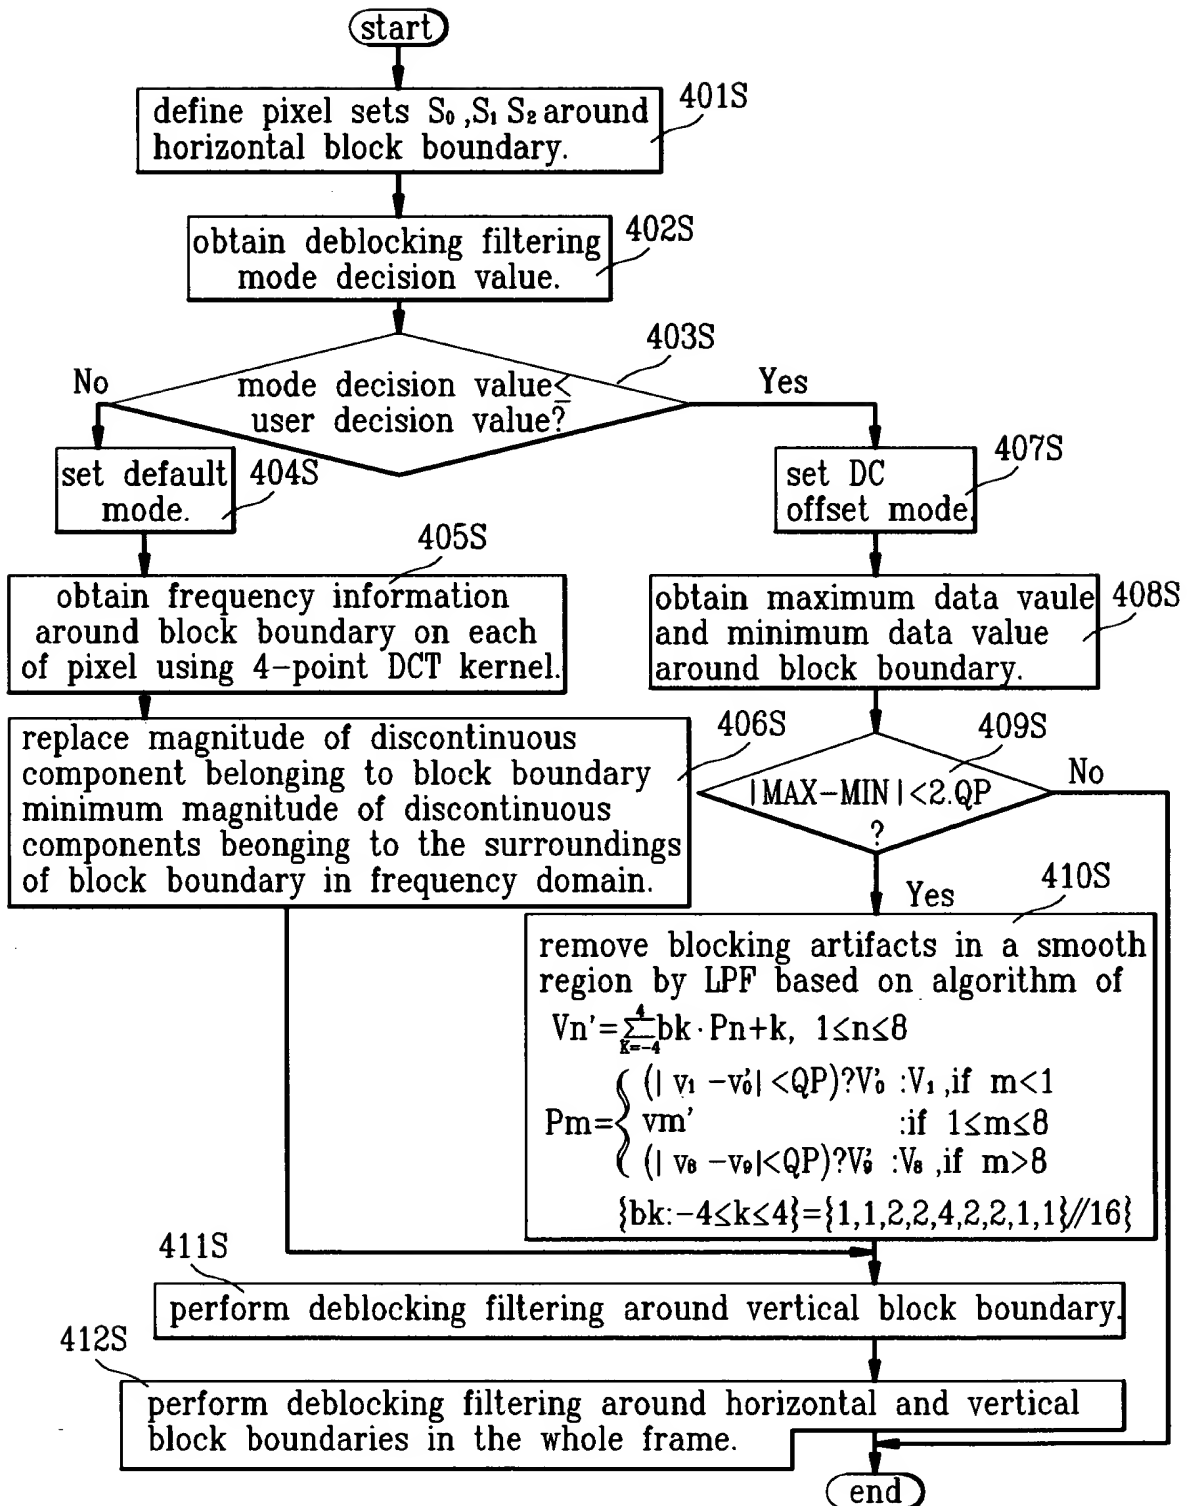 start
define pixel sets S₀ ,S₁ S₂ around
horizontal block boundary.
401S
obtain deblocking filtering
mode decision value.
402S
mode decision value≤
user decision value?
403S
No
Yes
set default
mode.
404S
set DC
offset mode.
407S
obtain frequency information
around block boundary on each
of pixel using 4-point DCT kernel.
405S
obtain maximum data vaule
and minimum data value
around block boundary.
408S
replace magnitude of discontinuous
component belonging to block boundary
minimum magnitude of discontinuous
components beonging to the surroundings
of block boundary in frequency domain.
406S
|MAX-MIN|<2.QP
?
409S
No
Yes
410S
remove blocking artifacts in a smooth
region by LPF based on algorithm of
Vn'=∑(K=-4 to 4) bk·Pn+k, 1≤n≤8
Pm={ (| v₁ -v₀'| <QP)?V₀' :V₁ ,if m<1
vm' :if 1≤m≤8
(| v₈ -v₉|<QP)?V₉' :V₈ ,if m>8
{bk:-4≤k≤4}={1,1,2,2,4,2,2,1,1}//16}
411S
perform deblocking filtering around vertical block boundary.
412S
perform deblocking filtering around horizontal and vertical
block boundaries in the whole frame.
end